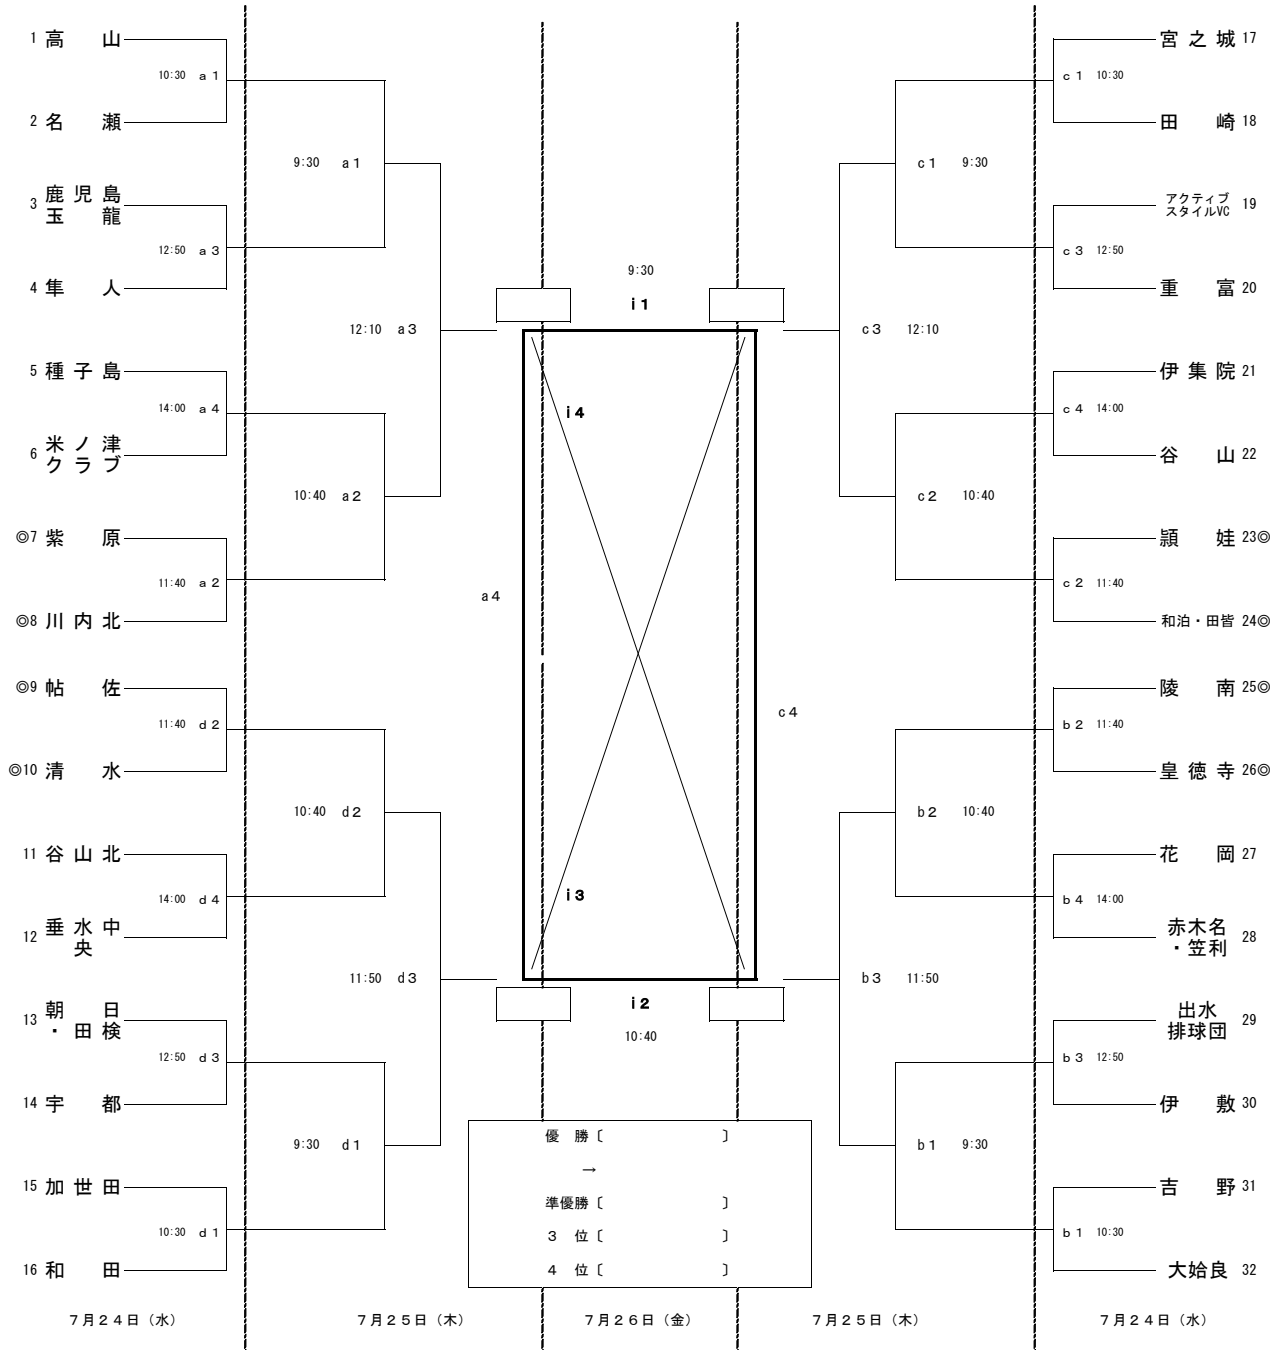 1 高山
10:30 a1
2 名瀬
9:30 a1
3 鹿児島
玉龍
12:50 a3
4 隼人
12:10 a3
5 種子島
14:00 a4
6 米ノ津
クラブ
10:40 a2
◎7 紫原
11:40 a2
◎8 川内北
a4
◎9 帖佐
11:40 d2
◎10 清水
10:40 d2
11 谷山北
14:00 d4
12 垂水中
央
11:50 d3
13 朝日
・田検
12:50 d3
14 宇都
9:30 d1
15 加世田
10:30 d1
16 和田
9:30
i1
i4
i3
i2
10:40
優勝〔 〕
→
準優勝〔 〕
3位〔 〕
4位〔 〕
宮之城 17
c1 10:30
田崎 18
c1 9:30
アクティブ
スタイルVC 19
c3 12:50
重富 20
c3 12:10
伊集院 21
c4 14:00
谷山 22
c2 10:40
頴娃 23◎
c2 11:40
和泊・田皆 24◎
c4
陵南 25◎
b2 11:40
皇徳寺 26◎
b2 10:40
花岡 27
b4 14:00
赤木名
・笠利 28
b3 11:50
出水
排球団 29
b3 12:50
伊敷 30
b1 9:30
吉野 31
b1 10:30
大姶良 32
7月24日(水) 7月25日(木) 7月26日(金) 7月25日(木) 7月24日(水)